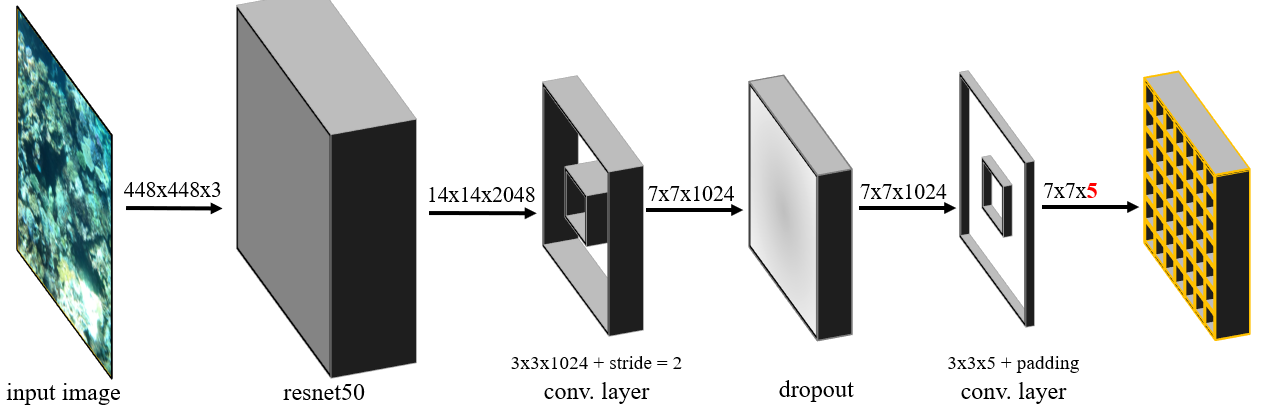 448x448x3
14x14x2048
7x7x1024
7x7x1024
7x7x5
3x3x1024 + stride = 2
3x3x5 + padding
input image
resnet50
conv. layer
dropout
conv. layer